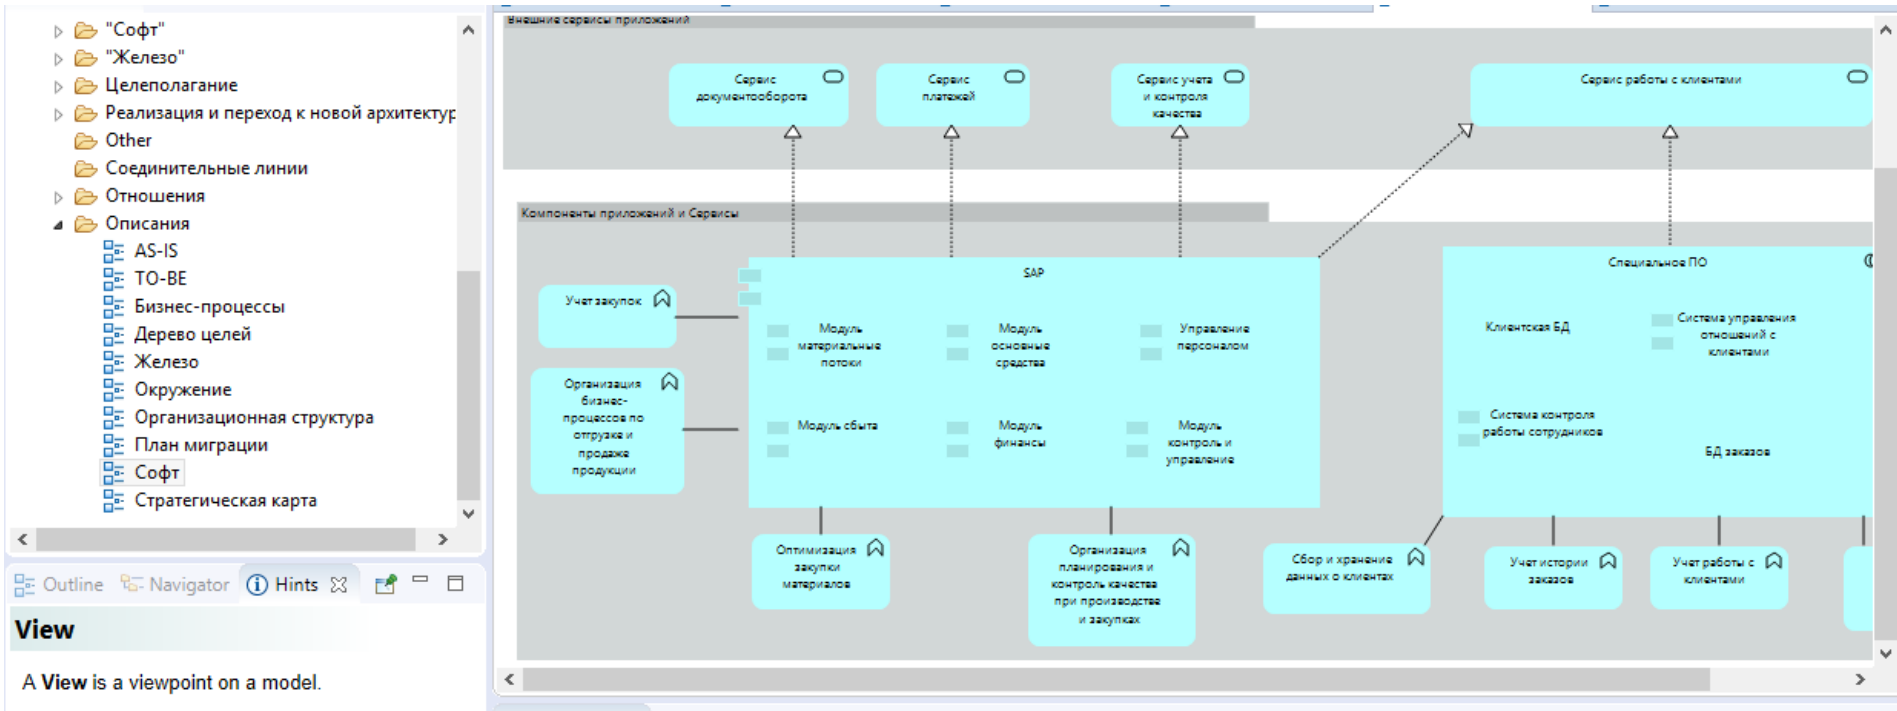 "Софт"
"Железо"
Целеполагание
Реализация и переход к новой архитектур
Other
Соединительные линии
Отношения
Описания
AS-IS
TO-BE
Бизнес-процессы
Дерево целей
Железо
Окружение
Организационная структура
План миграции
Софт
Стратегическая карта
Outline
Navigator
Hints
View
A View is a viewpoint on a model.
Внешние сервисы приложений
Сервис
документооборота
Сервис
платежей
Сервис учета
и контроля
качества
Сервис работы с клиентами
Компоненты приложений и Сервисы
Учет закупок
Организация
бизнес-
процессов по
отгрузке и
продаже
продукции
SAP
Модуль
материальные
потоки
Модуль
основные
средства
Управление
персоналом
Модуль сбыта
Модуль
финансы
Модуль
контроль и
управление
Специальное ПО
Клиентская БД
Система управления
отношений с
клиентами
Система контроля
работы сотрудников
БД заказов
Оптимизация
закупки
материалов
Организация
планирования и
контроль качества
при производстве
и закупках
Сбор и хранение
данных о клиентах
Учет истории
заказов
Учет работы с
клиентами